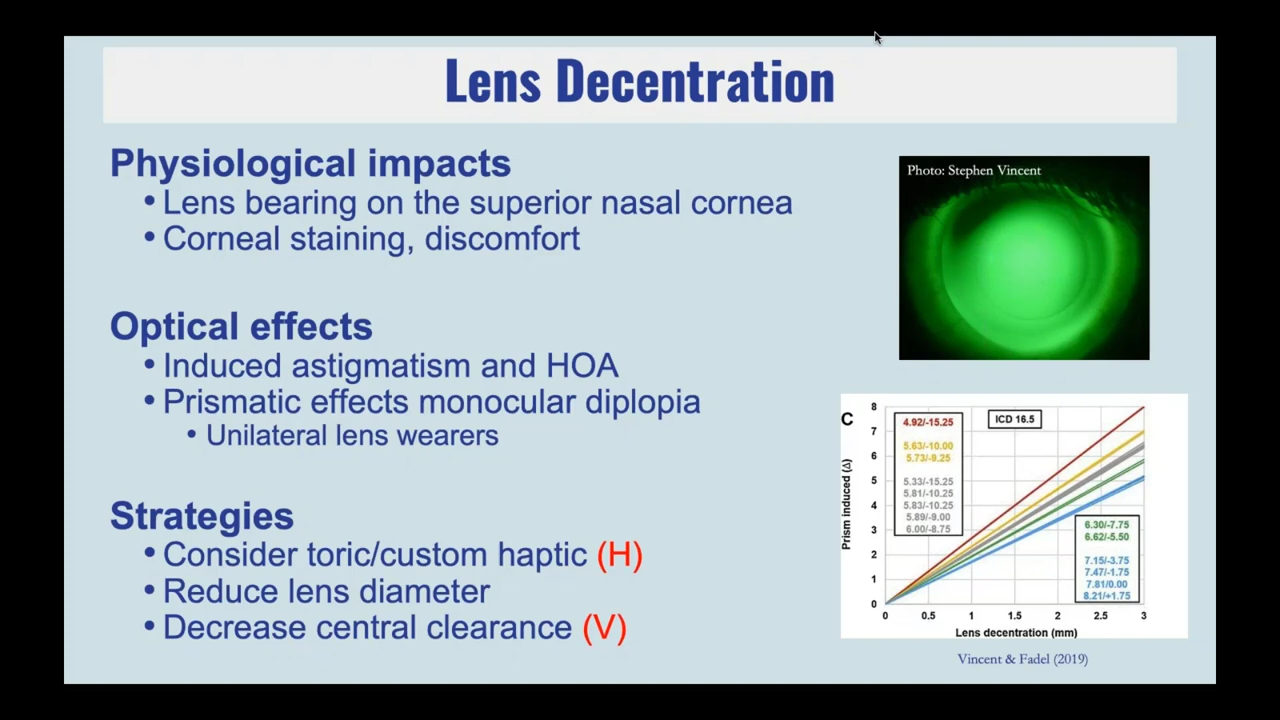 Lens Decentration
Physiological impacts
• Lens bearing on the superior nasal cornea
• Corneal staining, discomfort
Optical effects
• Induced astigmatism and HOA
• Prismatic effects monocular diplopia
• Unilateral lens wearers
Strategies
• Consider toric/custom haptic (H)
• Reduce lens diameter
• Decrease central clearance (V)
Photo: Stephen Vincent
C
ICD 16.5
Prism induced (Δ)
8
7
6
5
4
3
2
1
0
4.92/-15.25
5.63/-10.00
5.73/-9.25
5.33/-15.25
5.81/-10.25
5.83/-10.25
5.89/-9.00
6.00/-8.75
6.30/-7.75
6.62/-5.50
7.15/-3.75
7.47/-1.75
7.81/0.00
8.21/+1.75
0 0.5 1 1.5 2 2.5 3
Lens decentration (mm)
Vincent & Fadel (2019)